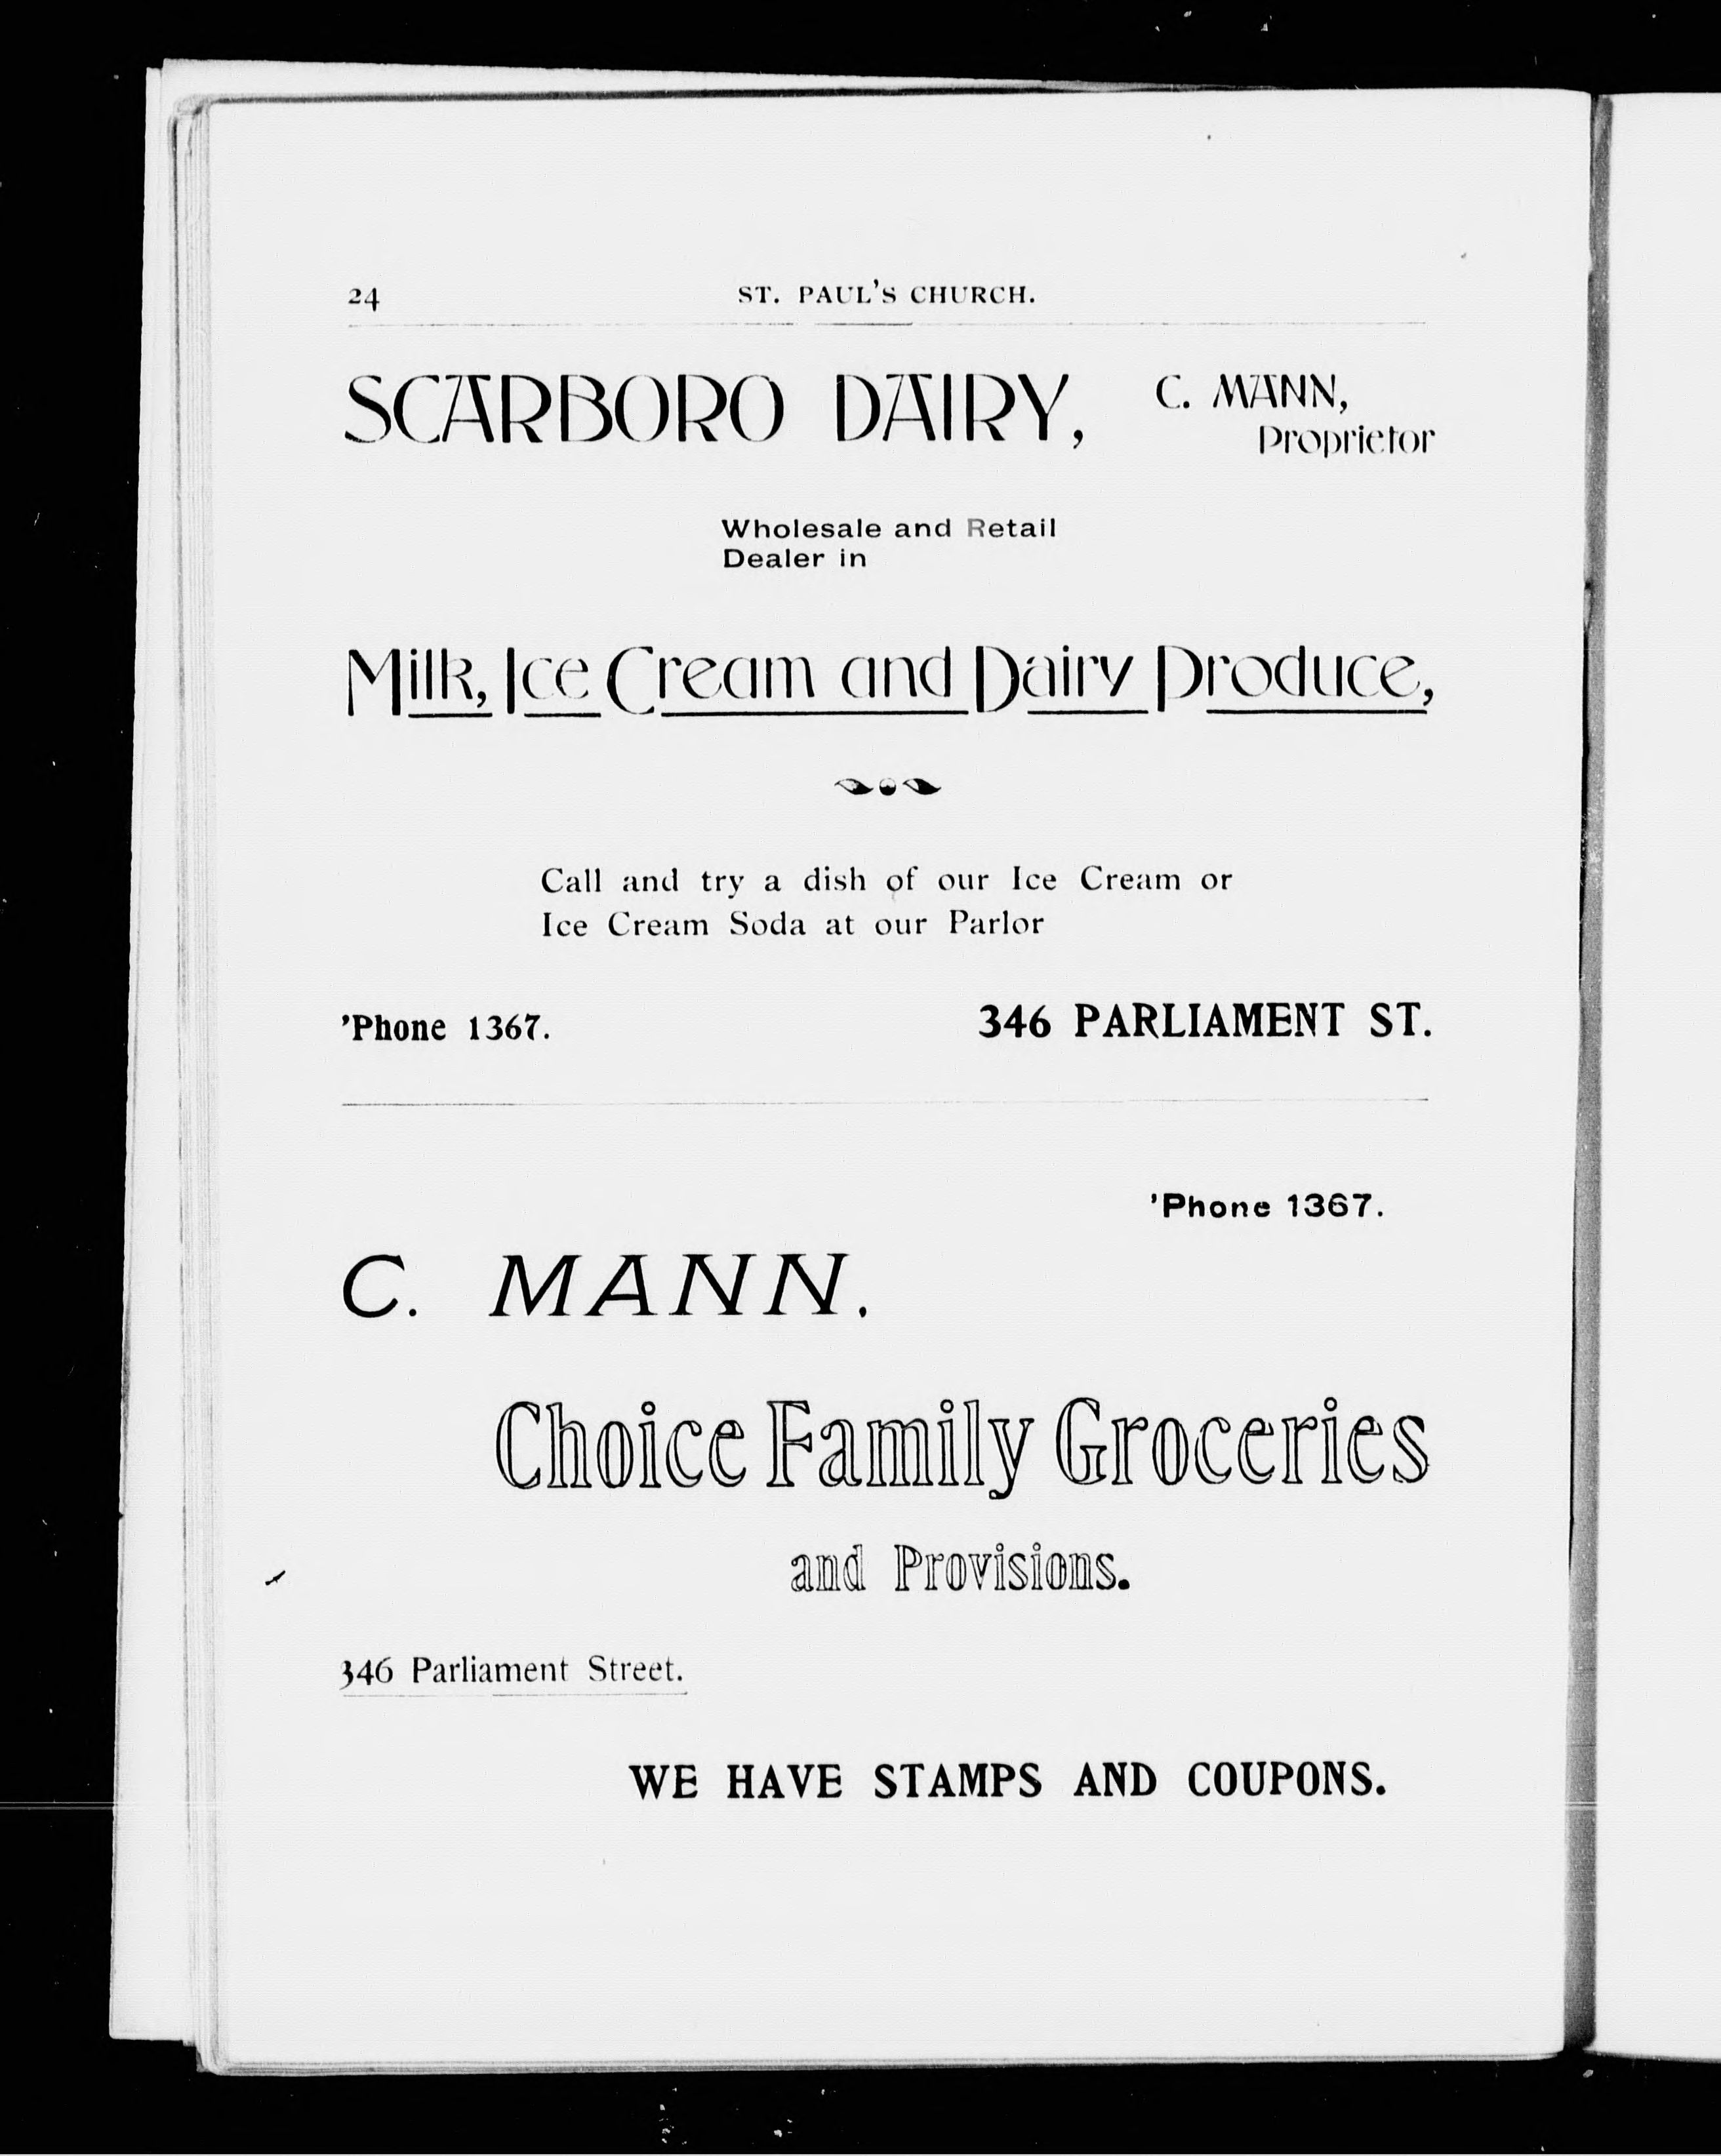 24
ST. PAUL'S CHURCH.
SCARBORO DAIRY,
C. MANN,
Proprietor
Wholesale and Retail
Dealer in
Milk, Ice Cream and Dairy Produce,
Call and try a dish of our Ice Cream or
Ice Cream Soda at our Parlor
'Phone 1367.
346 PARLIAMENT ST.
'Phone 1367.
C. MANN.
Choice Family Groceries
and Provisions.
346 Parliament Street.
WE HAVE STAMPS AND COUPONS.